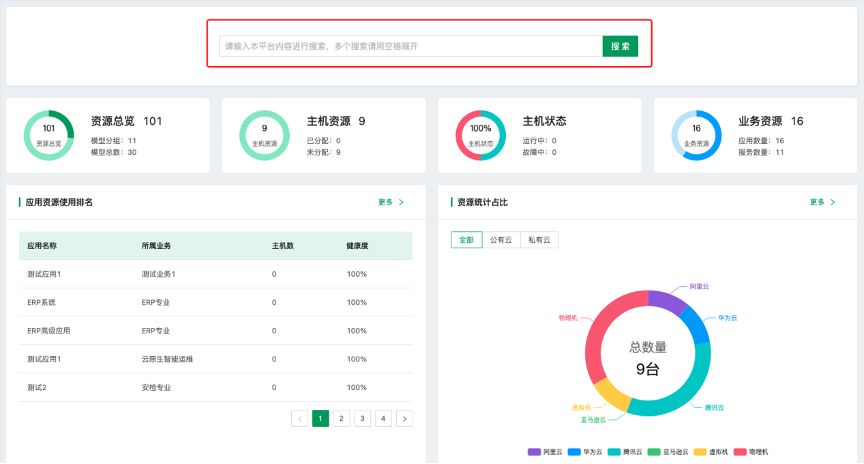 请输入本平台内容进行搜索，多个搜索请用空格隔开
搜 索
101
资源总览
资源总览 101
模型分组：11
模型总数：30
9
主机资源
主机资源 9
已分配：0
未分配：9
100%
主机状态
主机状态
运行中：0
故障中：0
16
业务资源
业务资源 16
应用数量：16
服务数量：11
应用资源使用排名
更多 >
应用名称 所属业务 主机数 健康度
测试应用1 测试业务1 0 100%
ERP系统 ERP专业 0 100%
ERP高级应用 ERP专业 0 100%
测试应用1 云原生智能运维 0 100%
测试2 安检专业 0 100%
< 1 2 3 4 >
资源统计占比
更多 >
全部 公有云 私有云
阿里云
物理机
华为云
总数量
9台
虚拟机
腾讯云
亚马逊云
阿里云 华为云 腾讯云 亚马逊云 虚拟机 物理机